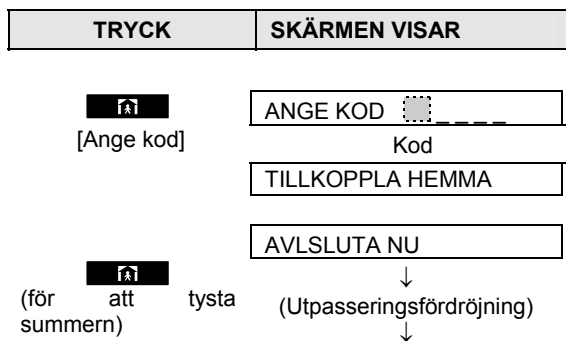 TRYCK SKÄRMEN VISAR
ANGE KOD _ _ _ _
[Ange kod] Kod
TILLKOPPLA HEMMA
AVLSLUTA NU
↓
(för att tysta summern) (Utpasseringsfördröjning)
↓